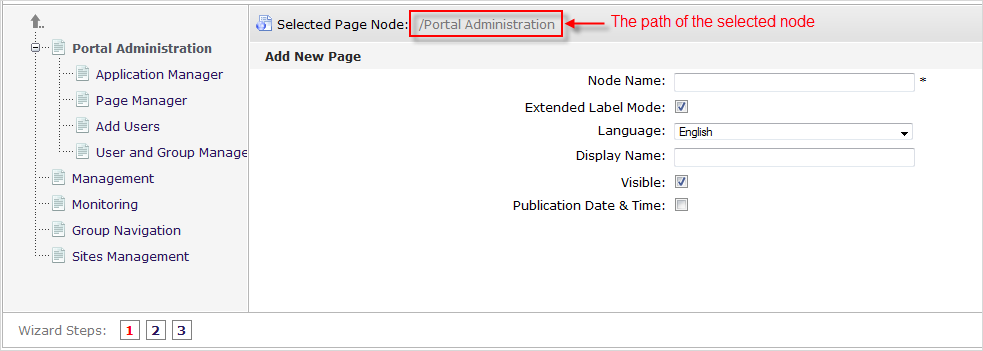 Selected Page Node: /Portal Administration The path of the selected node
Portal Administration
Application Manager
Page Manager
Add Users
User and Group Manage
Management
Monitoring
Group Navigation
Sites Management
Add New Page
Node Name: *
Extended Label Mode:
Language: English
Display Name:
Visible:
Publication Date & Time:
Wizard Steps: 1 2 3